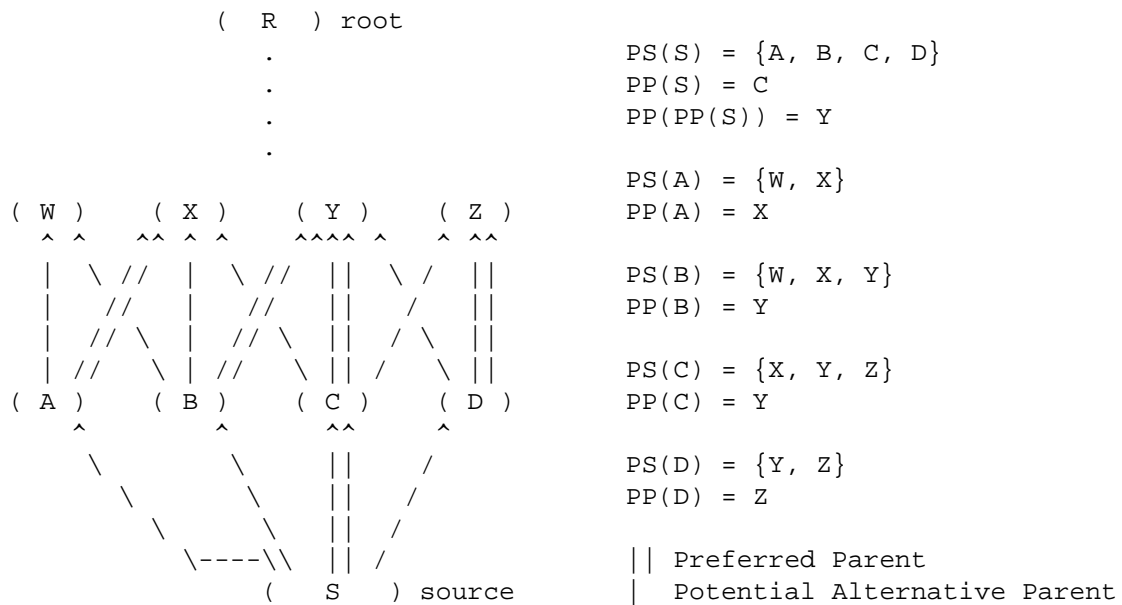 ( R ) root
PS(S) = {A, B, C, D}
PP(S) = C
PP(PP(S)) = Y
PS(A) = {W, X}
( W ) ( X ) ( Y ) ( Z ) PP(A) = X
PS(B) = {W, X, Y}
PP(B) = Y
PS(C) = {X, Y, Z}
( A ) ( B ) ( C ) ( D ) PP(C) = Y
PS(D) = {Y, Z}
PP(D) = Z
|| Preferred Parent
( S ) source | Potential Alternative Parent